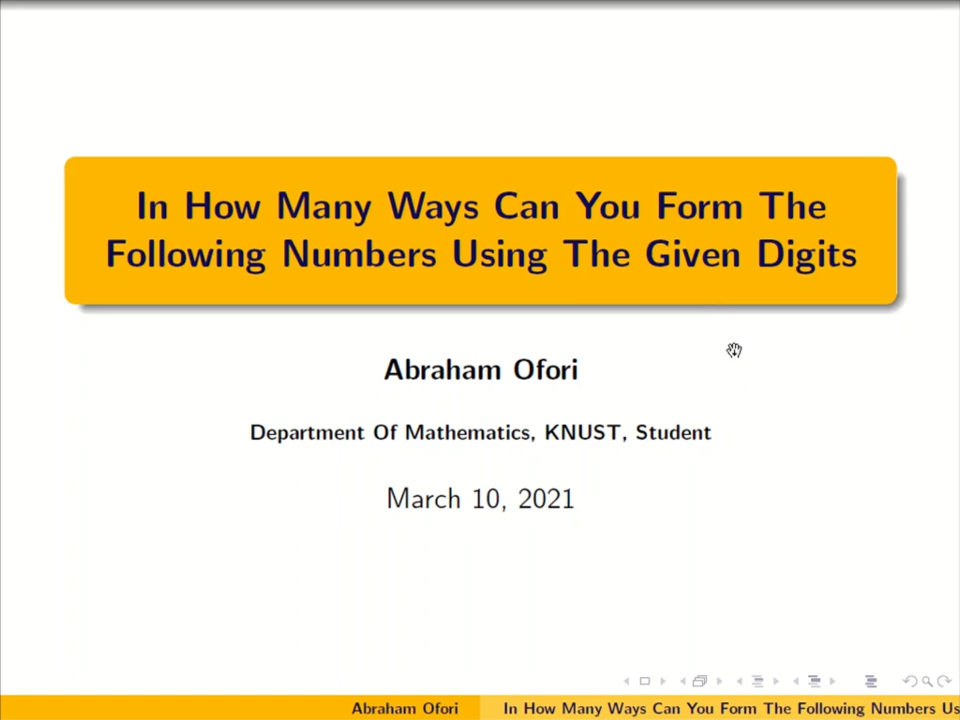 In How Many Ways Can You Form The
Following Numbers Using The Given Digits
Abraham Ofori
Department Of Mathematics, KNUST, Student
March 10, 2021
Abraham Ofori
In How Many Ways Can You Form The Following Numbers Us